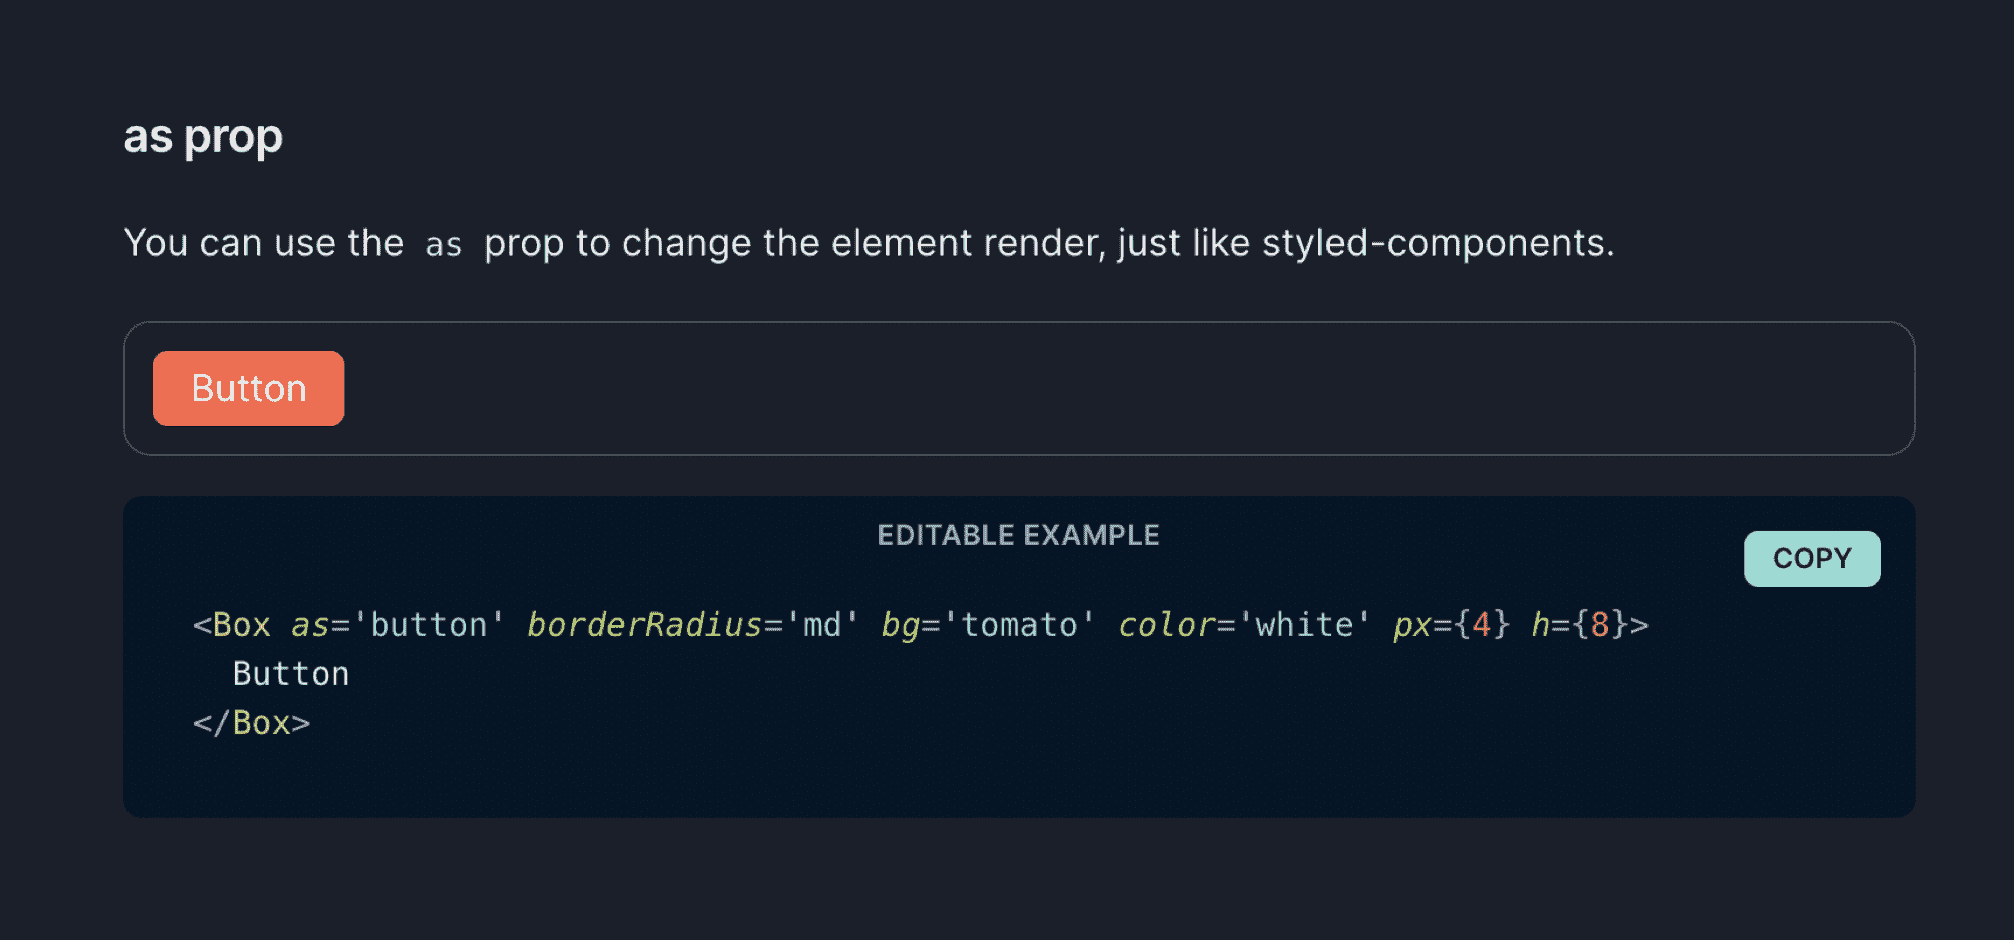 as prop
You can use the as prop to change the element render, just like styled-components.
Button
EDITABLE EXAMPLE
COPY
<Box as='button' borderRadius='md' bg='tomato' color='white' px={4} h={8}>
  Button
</Box>